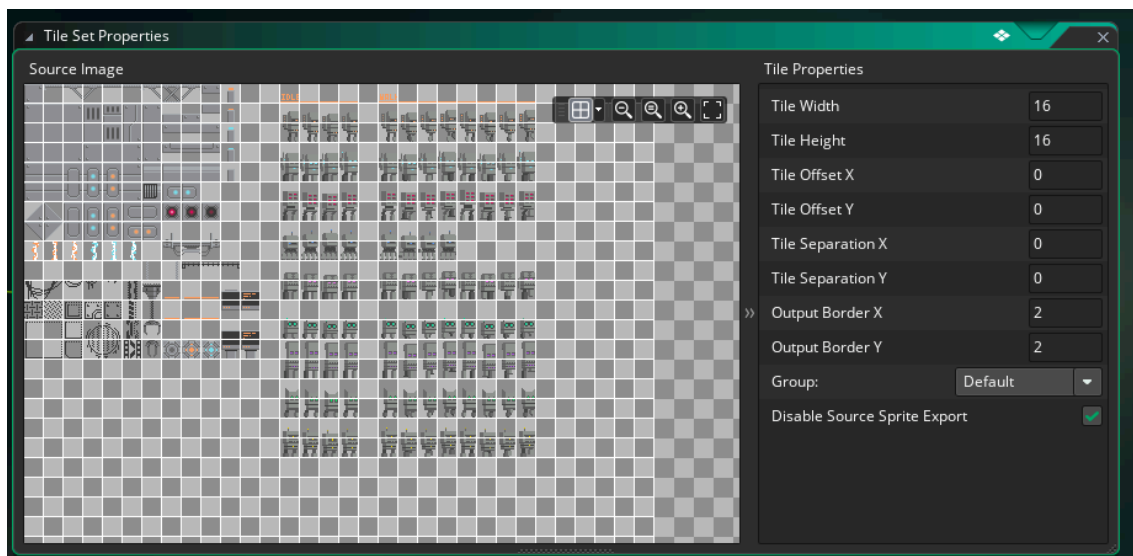 Tile Set Properties
Source Image
IDLE
Tile Properties
Tile Width 16
Tile Height 16
Tile Offset X 0
Tile Offset Y 0
Tile Separation X 0
Tile Separation Y 0
Output Border X 2
Output Border Y 2
Group: Default
Disable Source Sprite Export